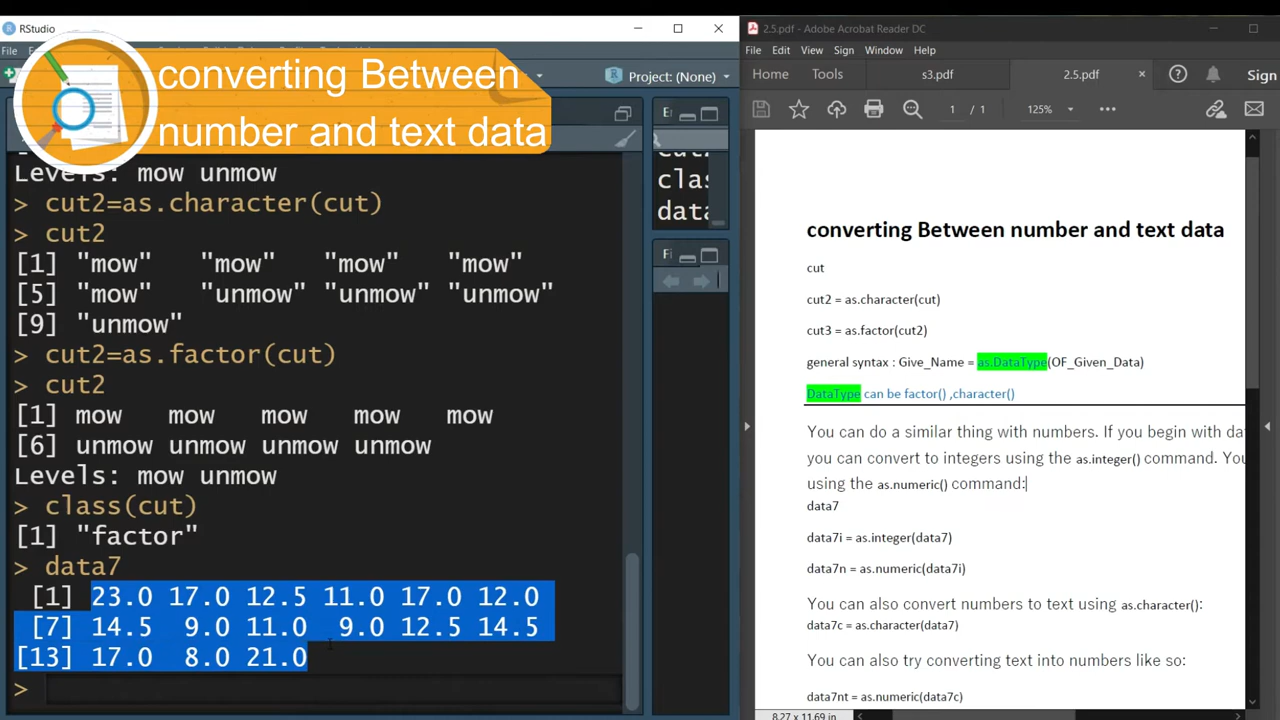 RStudio
File
Project: (None)
converting Between
number and text data
Levels: mow unmow
> cut2=as.character(cut)
> cut2
[1] "mow" "mow" "mow" "mow"
[5] "mow" "unmow" "unmow" "unmow"
[9] "unmow"
> cut2=as.factor(cut)
> cut2
[1] mow mow mow mow mow
[6] unmow unmow unmow unmow
Levels: mow unmow
> class(cut)
[1] "factor"
> data7
[1] 23.0 17.0 12.5 11.0 17.0 12.0
[7] 14.5 9.0 11.0 9.0 12.5 14.5
[13] 17.0 8.0 21.0
>
clas
data
Fi
2.5.pdf - Adobe Acrobat Reader DC
File Edit View Sign Window Help
Home Tools s3.pdf 2.5.pdf Sign
1 / 1 125%
converting Between number and text data
cut
cut2 = as.character(cut)
cut3 = as.factor(cut2)
general syntax : Give_Name = as.DataType(OF_Given_Data)
DataType can be factor() ,character()
You can do a similar thing with numbers. If you begin with da
you can convert to integers using the as.integer() command. You
using the as.numeric() command:
data7
data7i = as.integer(data7)
data7n = as.numeric(data7i)
You can also convert numbers to text using as.character():
data7c = as.character(data7)
You can also try converting text into numbers like so:
data7nt = as.numeric(data7c)
8.27 x 11.69 in